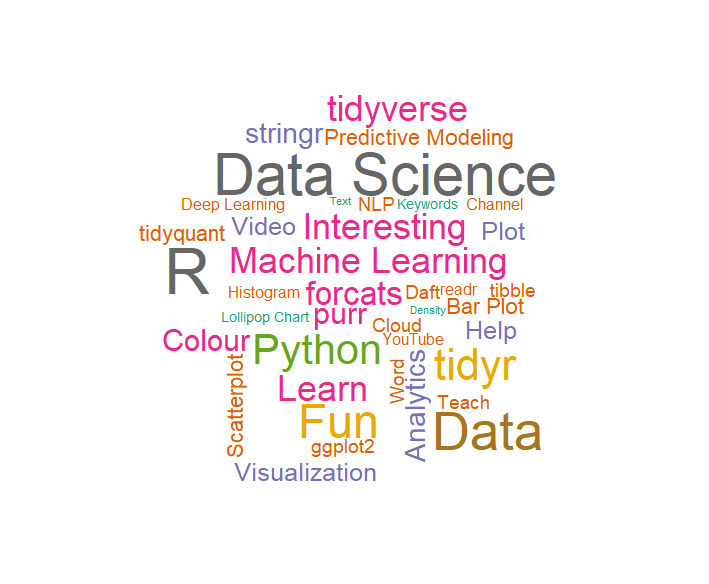 tidyverse
stringr
Predictive Modeling
Data Science
Deep Learning
Text
NLP
Keywords
Channel
tidyquant
Video
Interesting
Plot
R
Machine Learning
Histogram
forcats
Daft
readr
tibble
Lollipop Chart
purr
Density
Bar Plot
Cloud
Help
Colour
Python
YouTube
tidyr
Scatterplot
Learn
Word
Analytics
Teach
Fun
Data
ggplot2
Visualization